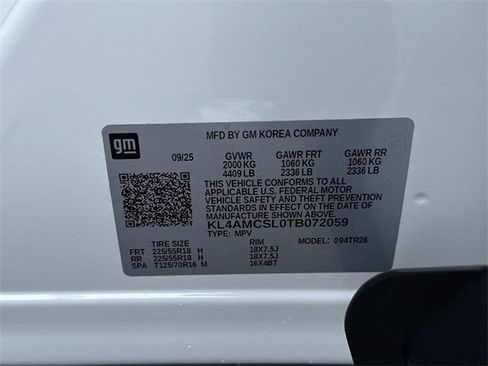 gm
MFD BY GM KOREA COMPANY
09/25 GVWR GAWR FRT GAWR RR
2000 KG 1060 KG 1060 KG
4409 LB 2336 LB 2336 LB
THIS VEHICLE CONFORMS TO ALL
APPLICABLE U.S. FEDERAL MOTOR
VEHICLE SAFETY AND THEFT
PREVENTION STANDARDS IN EFFECT ON
THE DATE OF MANUFACTURE SHOWN ABOVE.
KL4AMCSL0TB072059
TYPE: MPV
TIRE SIZE RIM MODEL: 094TR26
FRT 225/55R18 H 18X7.5J
RR 225/55R18 H 18X7.5J
SPA T125/70R16 M 16X4BT